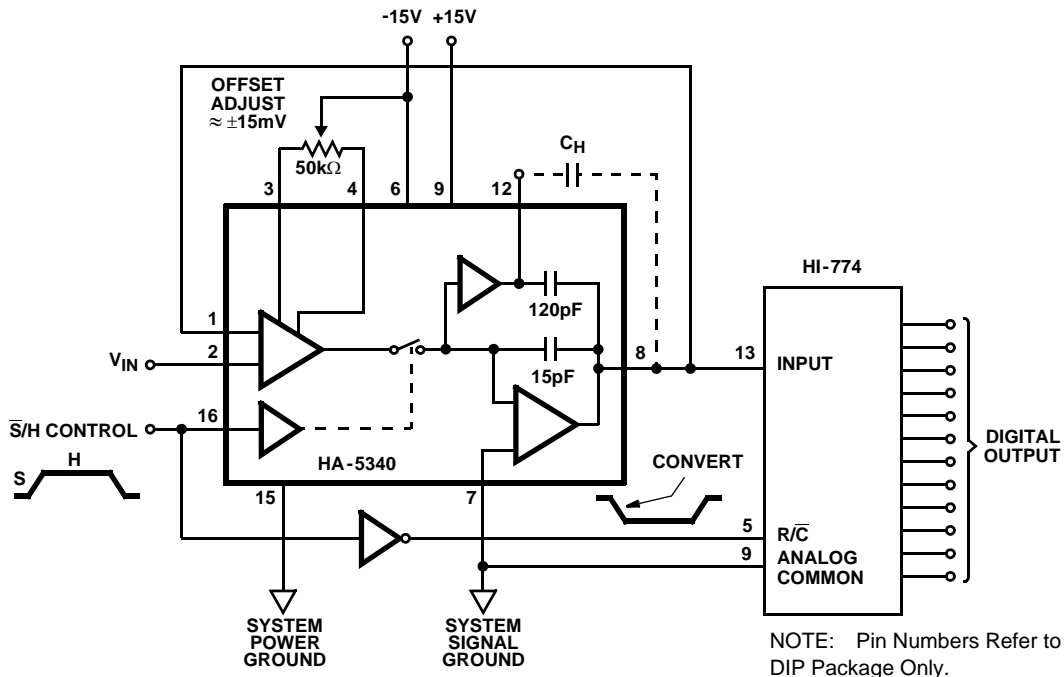 -15V +15V
OFFSET
ADJUST
≈ ±15mV
50kΩ
C_H
3 4 6 9 12
HI-774
120pF
1
V_IN 2
15pF
8 13 INPUT
16
S̅/H CONTROL
S H
HA-5340
CONVERT
DIGITAL
OUTPUT
15 7
5 R/C̅
9 ANALOG
COMMON
SYSTEM
POWER
GROUND
SYSTEM
SIGNAL
GROUND
NOTE: Pin Numbers Refer to
DIP Package Only.